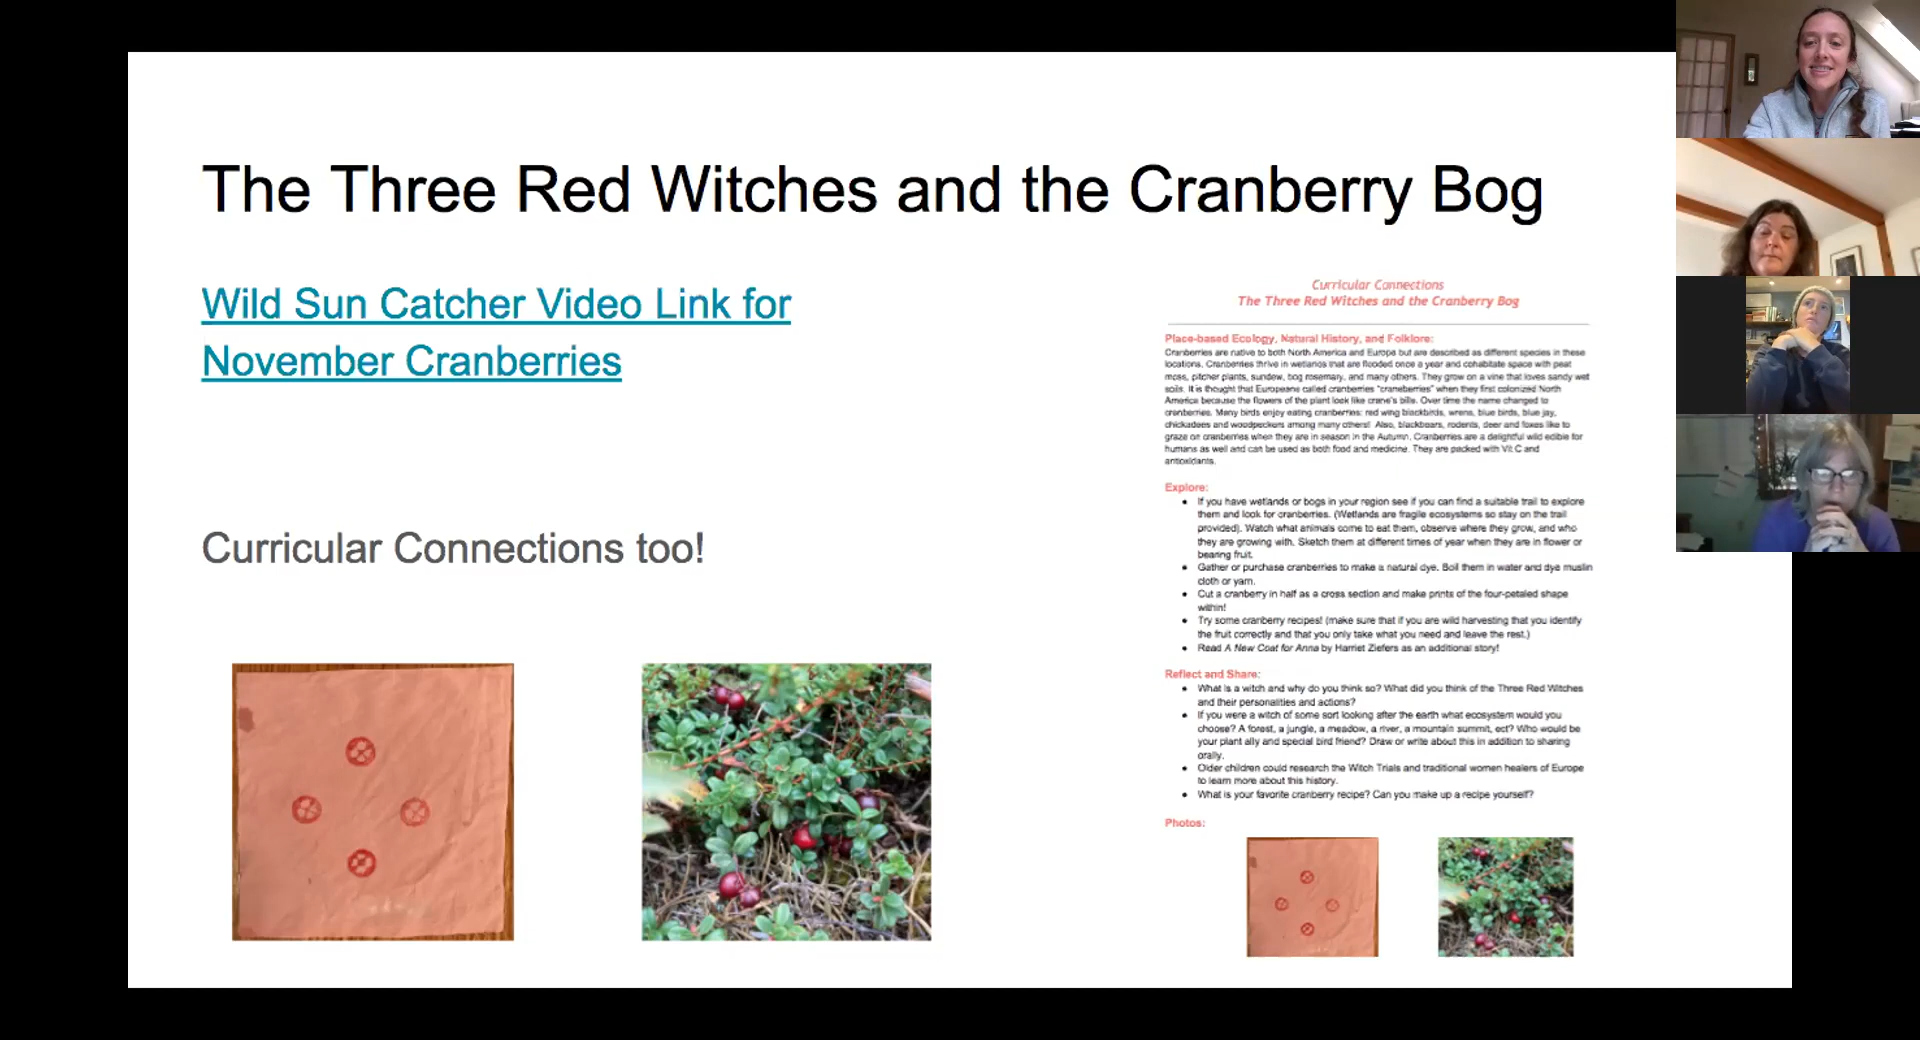 The Three Red Witches and the Cranberry Bog
Wild Sun Catcher Video Link for
November Cranberries
Curricular Connections too!
Curricular Connections
The Three Red Witches and the Cranberry Bog
Place-based Ecology, Natural History, and Folklore:
Cranberries are native to both North America and Europe but are described as different species in these
locations. Cranberries thrive in wetlands that are flooded once a year and cohabitate space with peat
moss, pitcher plants, sundew, bog rosemary, and many others. They grow on a vine that loves sandy wet
soils. It is thought that Europeans called cranberries "craneberries" when they first colonized North
America because the flowers of the plant look like crane's bills. Over time the name changed to
cranberries. Many birds enjoy eating cranberries: red wing blackbirds, wrens, blue birds, blue jay,
chickadees and woodpeckers among many others! Also, blackbears, rodents, deer and foxes like to
graze on cranberries when they are in season in the Autumn. Cranberries are a delightful wild edible for
humans as well and can be used as both food and medicine. They are packed with Vit C and
antioxidants.
Explore:
• If you have wetlands or bogs in your region see if you can find a suitable trail to explore
them and look for cranberries. (Wetlands are fragile ecosystems so stay on the trail
provided). Watch what animals come to eat them, observe where they grow, and who
they are growing with. Sketch them at different times of year when they are in flower or
bearing fruit.
• Gather or purchase cranberries to make a natural dye. Boil them in water and dye muslin
cloth or yarn.
• Cut a cranberry in half as a cross section and make prints of the four-petaled shape
within!
• Try some cranberry recipes! (make sure that if you are wild harvesting that you identify
the fruit correctly and that you only take what you need and leave the rest.)
• Read A New Coat for Anna by Harriet Ziefers as an additional story!
Reflect and Share:
• What is a witch and why do you think so? What did you think of the Three Red Witches
and their personalities and actions?
• If you were a witch of some sort looking after the earth what ecosystem would you
choose? A forest, a jungle, a meadow, a river, a mountain summit, ect? Who would be
your plant ally and special bird friend? Draw or write about this in addition to sharing
orally.
• Older children could research the Witch Trials and traditional women healers of Europe
to learn more about this history.
• What is your favorite cranberry recipe? Can you make up a recipe yourself?
Photos: